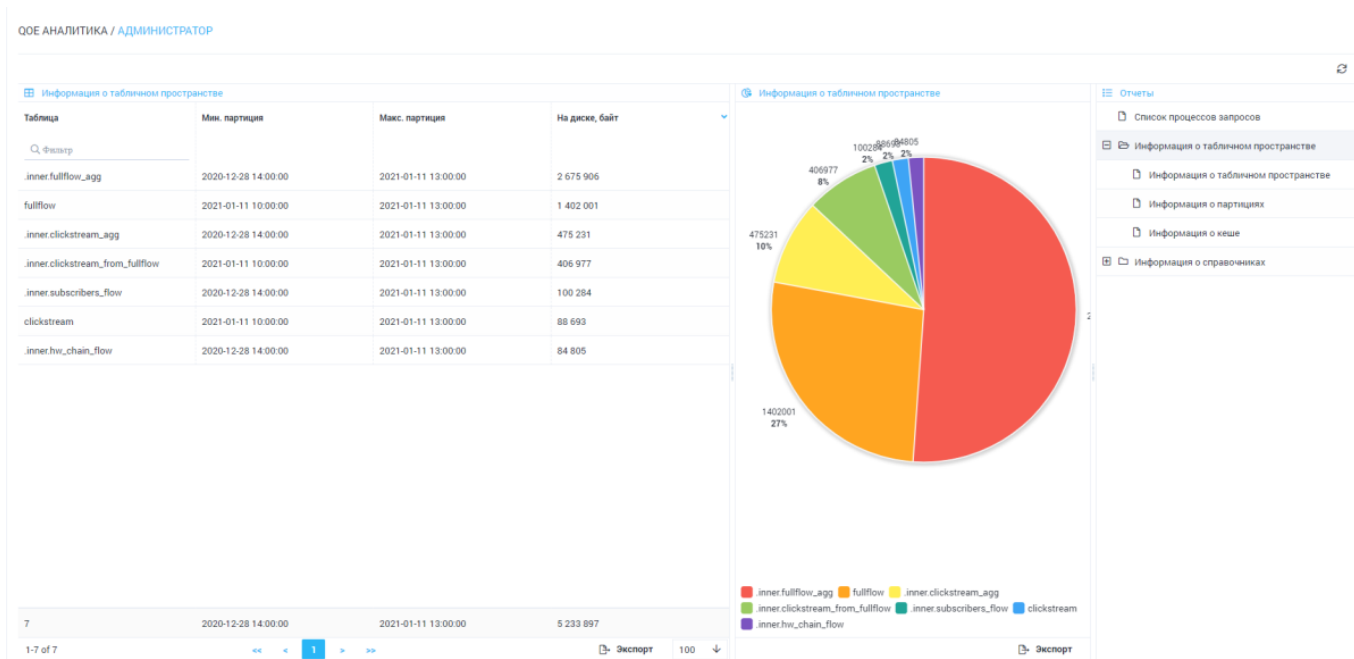 QOE АНАЛИТИКА / АДМИНИСТРАТОР
Информация о табличном пространстве
Таблица Мин. партиция Макс. партиция На диске, байт
Фильтр
.inner.fullflow_agg 2020-12-28 14:00:00 2021-01-11 13:00:00 2 675 906
fullflow 2021-01-11 10:00:00 2021-01-11 13:00:00 1 402 001
.inner.clickstream_agg 2020-12-28 14:00:00 2021-01-11 13:00:00 475 231
.inner.clickstream_from_fullflow 2021-01-11 10:00:00 2021-01-11 13:00:00 406 977
.inner.subscribers_flow 2020-12-28 14:00:00 2021-01-11 13:00:00 100 284
clickstream 2021-01-11 10:00:00 2021-01-11 13:00:00 88 693
.inner.hw_chain_flow 2020-12-28 14:00:00 2021-01-11 13:00:00 84 805
7 2020-12-28 14:00:00 2021-01-11 13:00:00 5 233 897
1-7 of 7 << < 1 > >> Экспорт 100
Информация о табличном пространстве
100284 88693 84805
2% 2% 2%
406977
8%
475231
10%
1402001
27%
.inner.fullflow_agg fullflow .inner.clickstream_agg
.inner.clickstream_from_fullflow .inner.subscribers_flow clickstream
.inner.hw_chain_flow
Экспорт
Отчеты
Список процессов запросов
Информация о табличном пространстве
Информация о табличном пространстве
Информация о партициях
Информация о кеше
Информация о справочниках